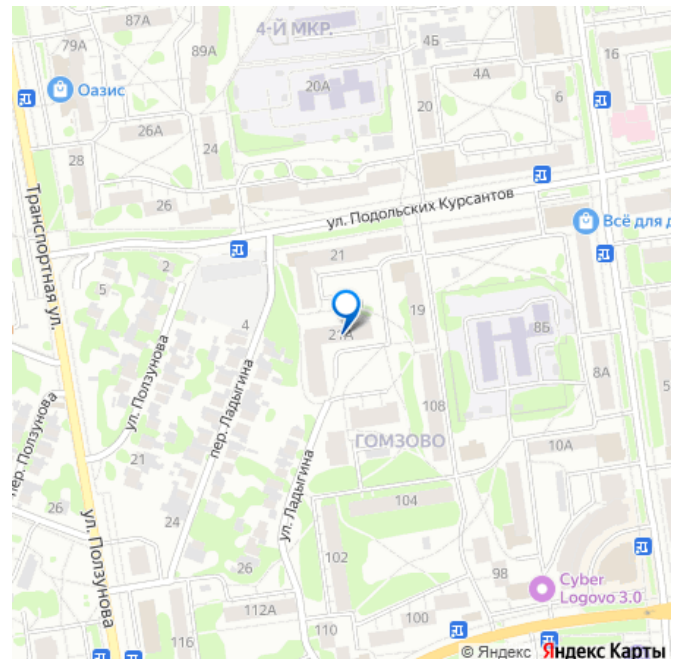 87А
4-Й МКР.
79А
89А
4Б
16
Оазис
20А
4А
20
6
26А
24
28
26
ул. Подольских Курсантов
Транспортная ул.
Всё для д
21
2
5
19
4
21А
8Б
ул. Ползунова
пер. Ладыгина
8А
5
108
ГОМЗОВО
10А
21
пер. Ползунова
ул. Ладыгина
26
104
24
ул. Ползунова
102
26
98
Cyber
Logovo 3.0
112А
110
100
116
© Яндекс Яндекс Карты